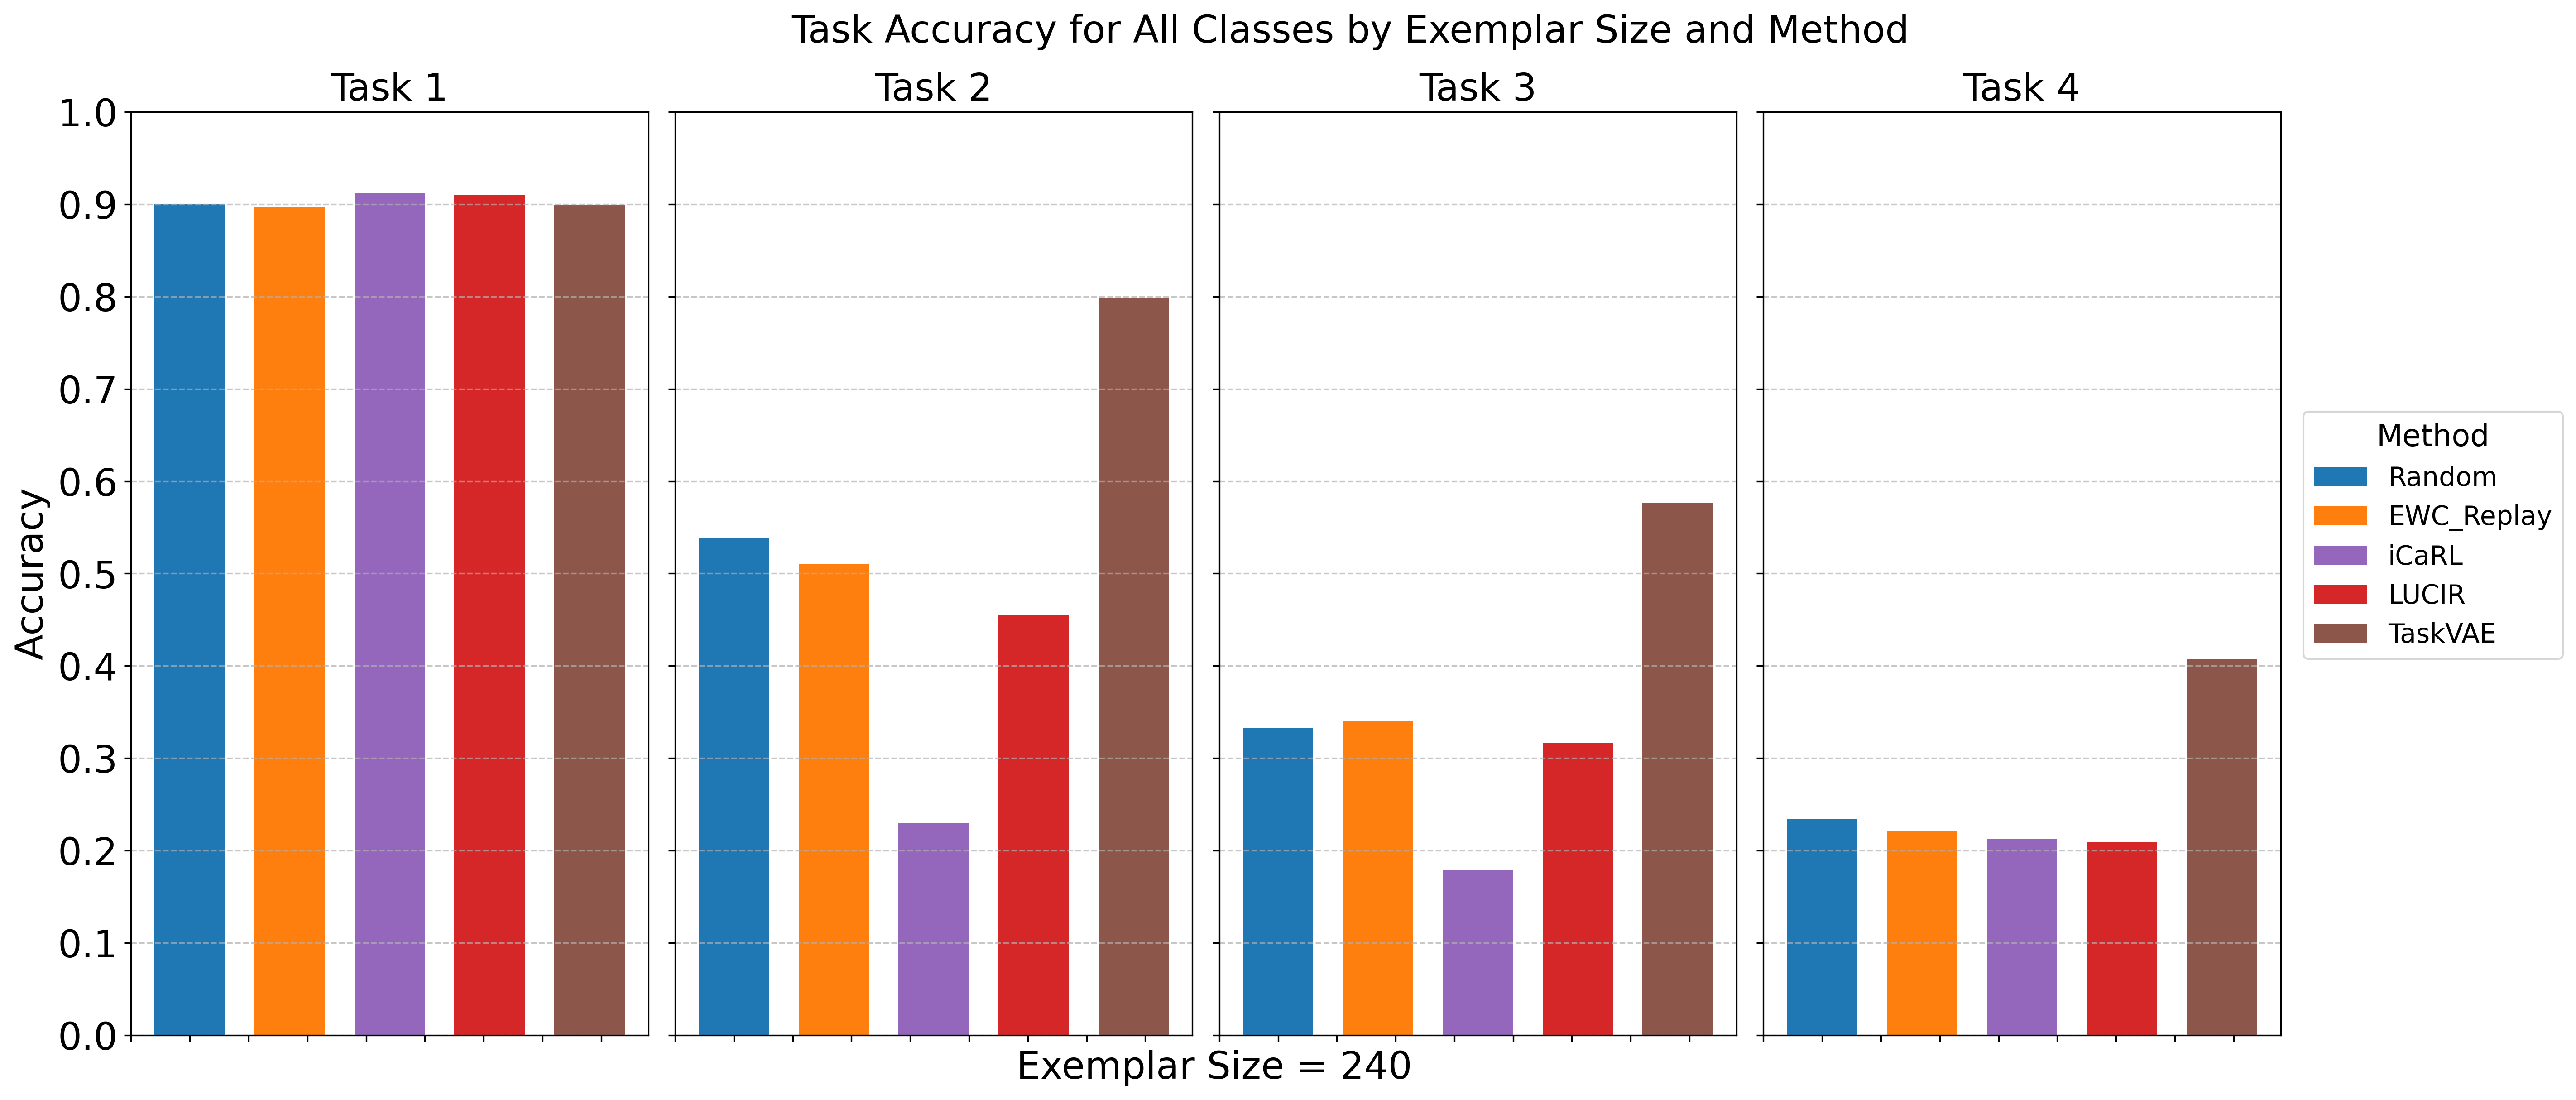 Task Accuracy for All Classes by Exemplar Size and Method
Task 1
Task 2
Task 3
Task 4
1.0
0.9
0.8
0.7
0.6
0.5
0.4
0.3
0.2
0.1
0.0
Accuracy
Exemplar Size = 240
Method
Random
EWC_Replay
iCaRL
LUCIR
TaskVAE